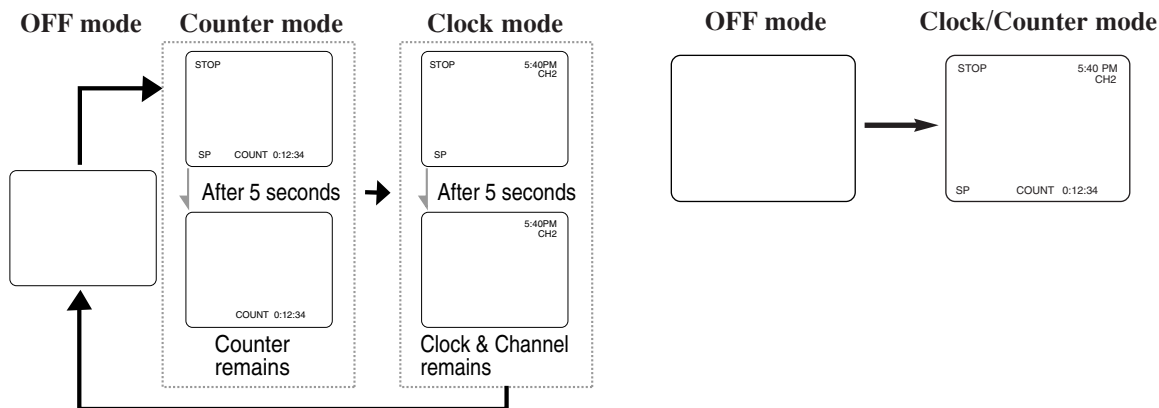 OFF mode
Counter mode
STOP
SP COUNT 0:12:34
After 5 seconds
COUNT 0:12:34
Counter
remains
Clock mode
STOP 5:40PM
CH2
SP
After 5 seconds
5:40PM
CH2
Clock & Channel
remains
OFF mode
Clock/Counter mode
STOP 5:40 PM
CH2
SP COUNT 0:12:34